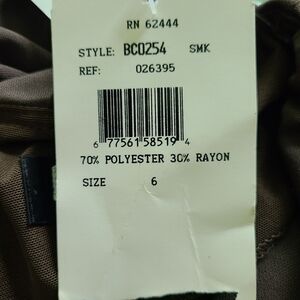 RN 62444
STYLE: BC0254 SMK
REF: 026395
6 77561 58519 4
70% POLYESTER 30% RAYON
SIZE 6